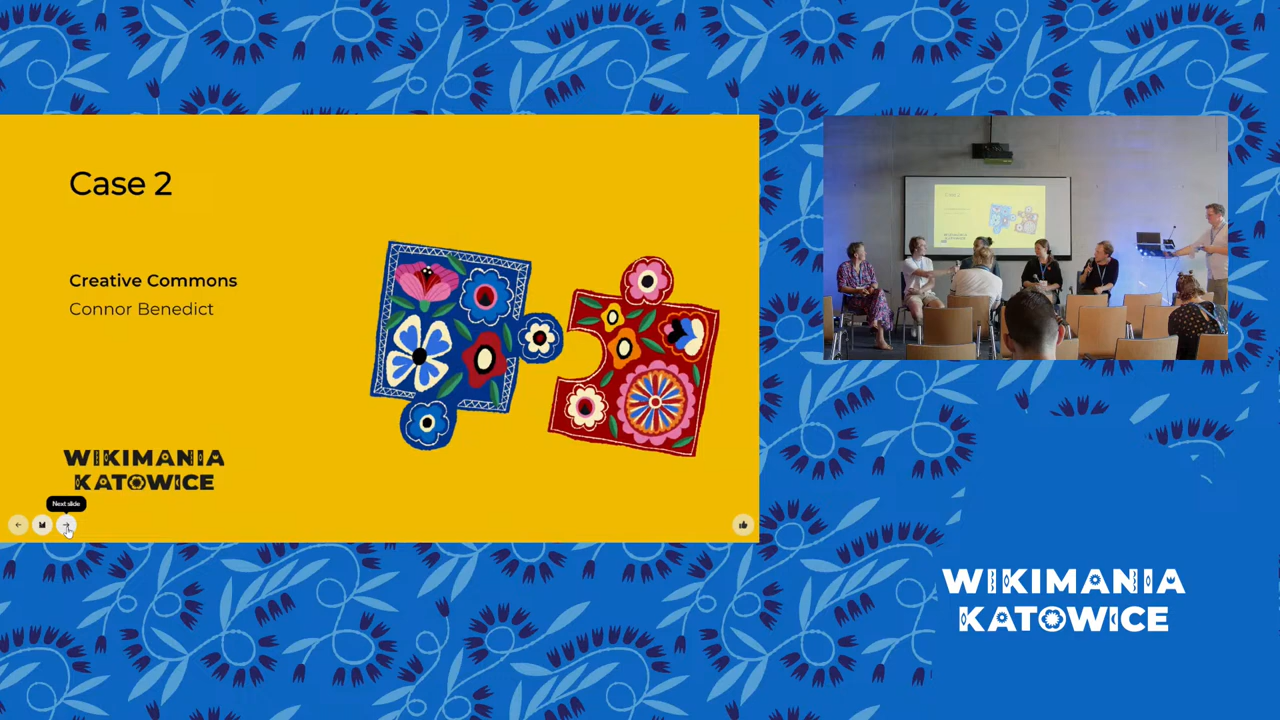 Case 2
Creative Commons
Connor Benedict
WIKIMANIA
KATOWICE
Next slide
WIKIMANIA
KATOWICE